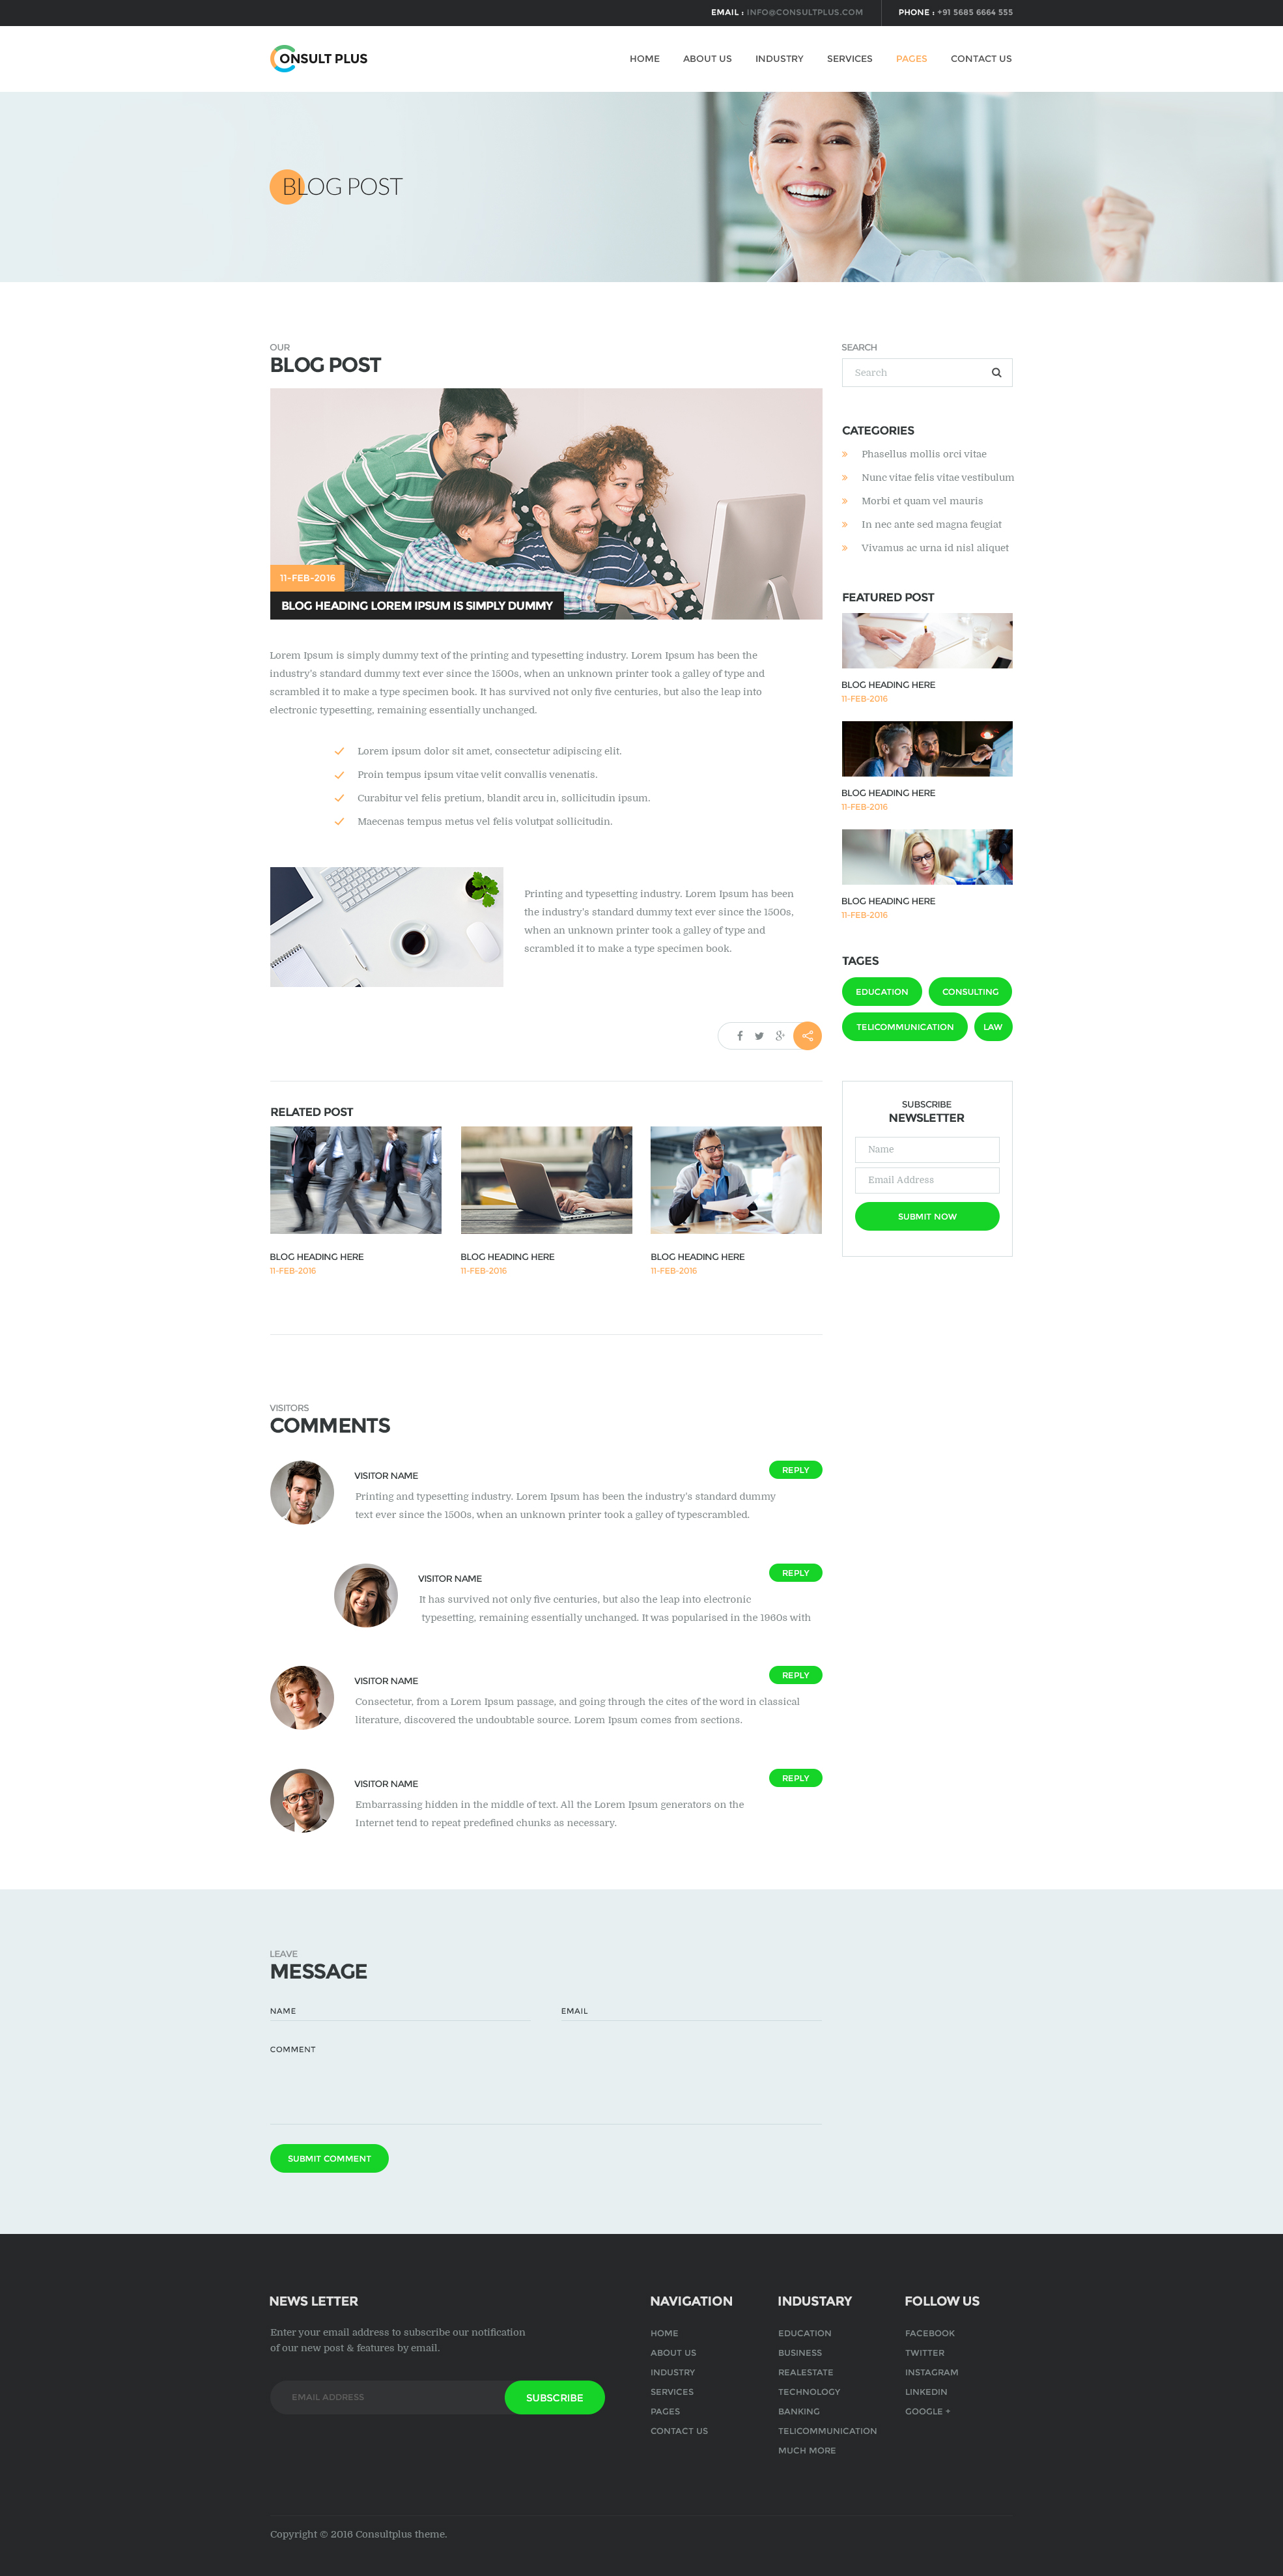 EMAIL : INFO@CONSULTPLUS.COM
PHONE : +91 5685 6664 555
CONSULT PLUS
HOME
ABOUT US
INDUSTRY
SERVICES
PAGES
CONTACT US
BLOG POST
OUR
BLOG POST
11-FEB-2016
BLOG HEADING LOREM IPSUM IS SIMPLY DUMMY
Lorem Ipsum is simply dummy text of the printing and typesetting industry. Lorem Ipsum has been the
industry's standard dummy text ever since the 1500s, when an unknown printer took a galley of type and
scrambled it to make a type specimen book. It has survived not only five centuries, but also the leap into
electronic typesetting, remaining essentially unchanged.
Lorem ipsum dolor sit amet, consectetur adipiscing elit.
Proin tempus ipsum vitae velit convallis venenatis.
Curabitur vel felis pretium, blandit arcu in, sollicitudin ipsum.
Maecenas tempus metus vel felis volutpat sollicitudin.
Printing and typesetting industry. Lorem Ipsum has been
the industry's standard dummy text ever since the 1500s,
when an unknown printer took a galley of type and
scrambled it to make a type specimen book.
RELATED POST
BLOG HEADING HERE
11-FEB-2016
BLOG HEADING HERE
11-FEB-2016
BLOG HEADING HERE
11-FEB-2016
SEARCH
Search
CATEGORIES
Phasellus mollis orci vitae
Nunc vitae felis vitae vestibulum
Morbi et quam vel mauris
In nec ante sed magna feugiat
Vivamus ac urna id nisl aliquet
FEATURED POST
BLOG HEADING HERE
11-FEB-2016
BLOG HEADING HERE
11-FEB-2016
BLOG HEADING HERE
11-FEB-2016
TAGES
EDUCATION
CONSULTING
TELICOMMUNICATION
LAW
SUBSCRIBE
NEWSLETTER
Name
Email Address
SUBMIT NOW
VISITORS
COMMENTS
VISITOR NAME
REPLY
Printing and typesetting industry. Lorem Ipsum has been the industry's standard dummy
text ever since the 1500s, when an unknown printer took a galley of typescrambled.
VISITOR NAME
REPLY
It has survived not only five centuries, but also the leap into electronic
typesetting, remaining essentially unchanged. It was popularised in the 1960s with
VISITOR NAME
REPLY
Consectetur, from a Lorem Ipsum passage, and going through the cites of the word in classical
literature, discovered the undoubtable source. Lorem Ipsum comes from sections.
VISITOR NAME
REPLY
Embarrassing hidden in the middle of text. All the Lorem Ipsum generators on the
Internet tend to repeat predefined chunks as necessary.
LEAVE
MESSAGE
NAME
EMAIL
COMMENT
SUBMIT COMMENT
NEWS LETTER
Enter your email address to subscribe our notification
of our new post & features by email.
EMAIL ADDRESS
SUBSCRIBE
NAVIGATION
HOME
ABOUT US
INDUSTRY
SERVICES
PAGES
CONTACT US
INDUSTARY
EDUCATION
BUSINESS
REALESTATE
TECHNOLOGY
BANKING
TELICOMMUNICATION
MUCH MORE
FOLLOW US
FACEBOOK
TWITTER
INSTAGRAM
LINKEDIN
GOOGLE +
Copyright © 2016 Consultplus theme.